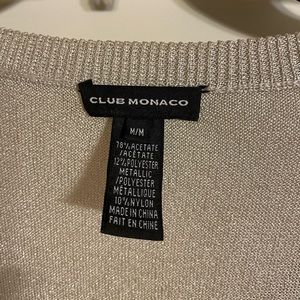 CLUB MONACO
M/M
78%ACETATE
/ACÉTATE
12%POLYESTER
METALLIC
/POLYESTER
MÉTALLIQUE
10%NYLON
MADE IN CHINA
FAIT EN CHINE